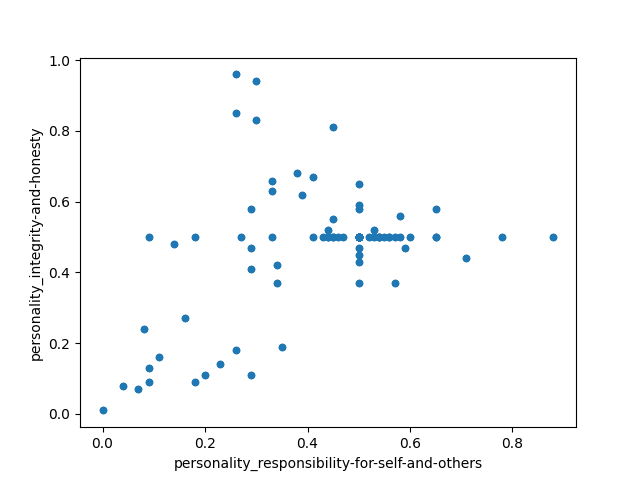 1.0
0.8
0.6
0.4
0.2
0.0
personality_integrity-and-honesty
0.0 0.2 0.4 0.6 0.8
personality_responsibility-for-self-and-others